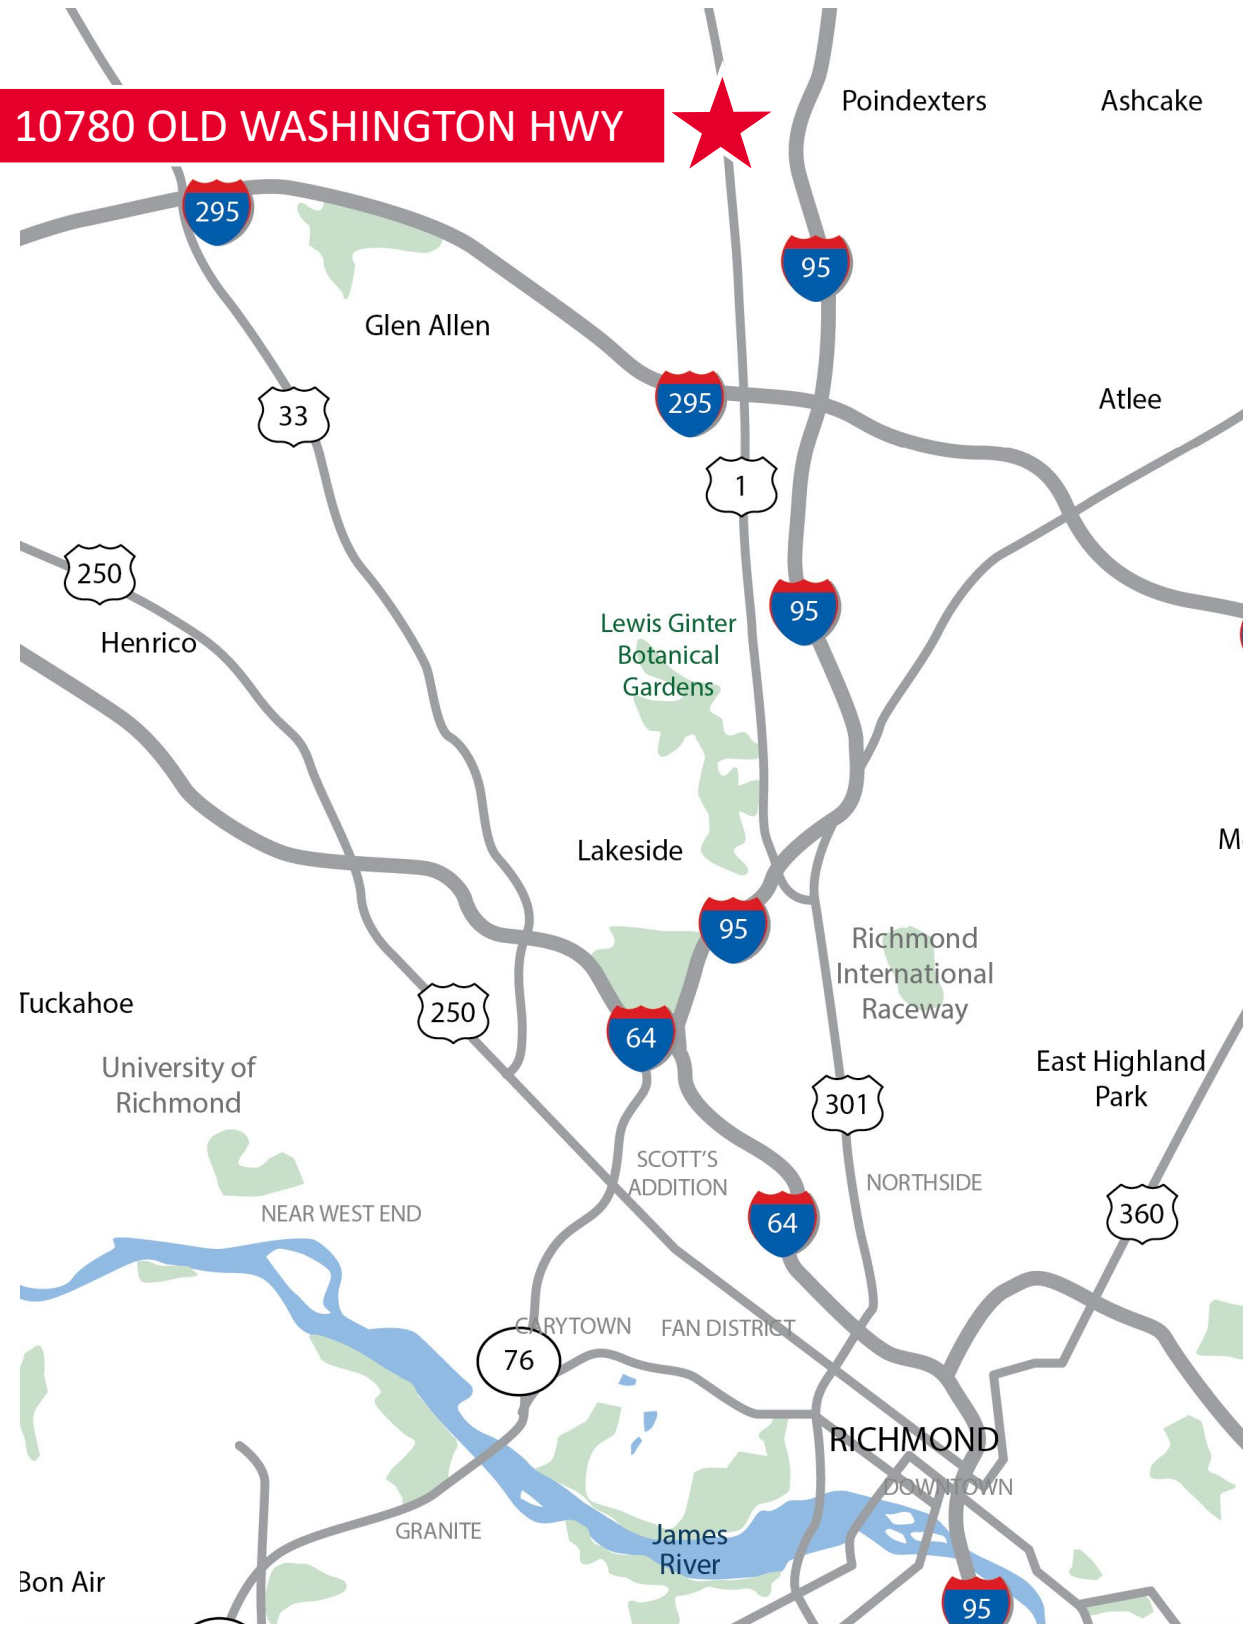 Poindexters
Ashcake
10780 OLD WASHINGTON HWY
295
95
Glen Allen
295
Atlee
33
1
250
95
Lewis Ginter
Botanical
Gardens
Henrico
Lakeside
95
Richmond
International
Raceway
Tuckahoe
250
64
University of
Richmond
East Highland
Park
301
SCOTT'S
ADDITION
NORTHSIDE
NEAR WEST END
64
360
CARYTOWN
FAN DISTRICT
76
RICHMOND
DOWNTOWN
GRANITE
James
River
Bon Air
95